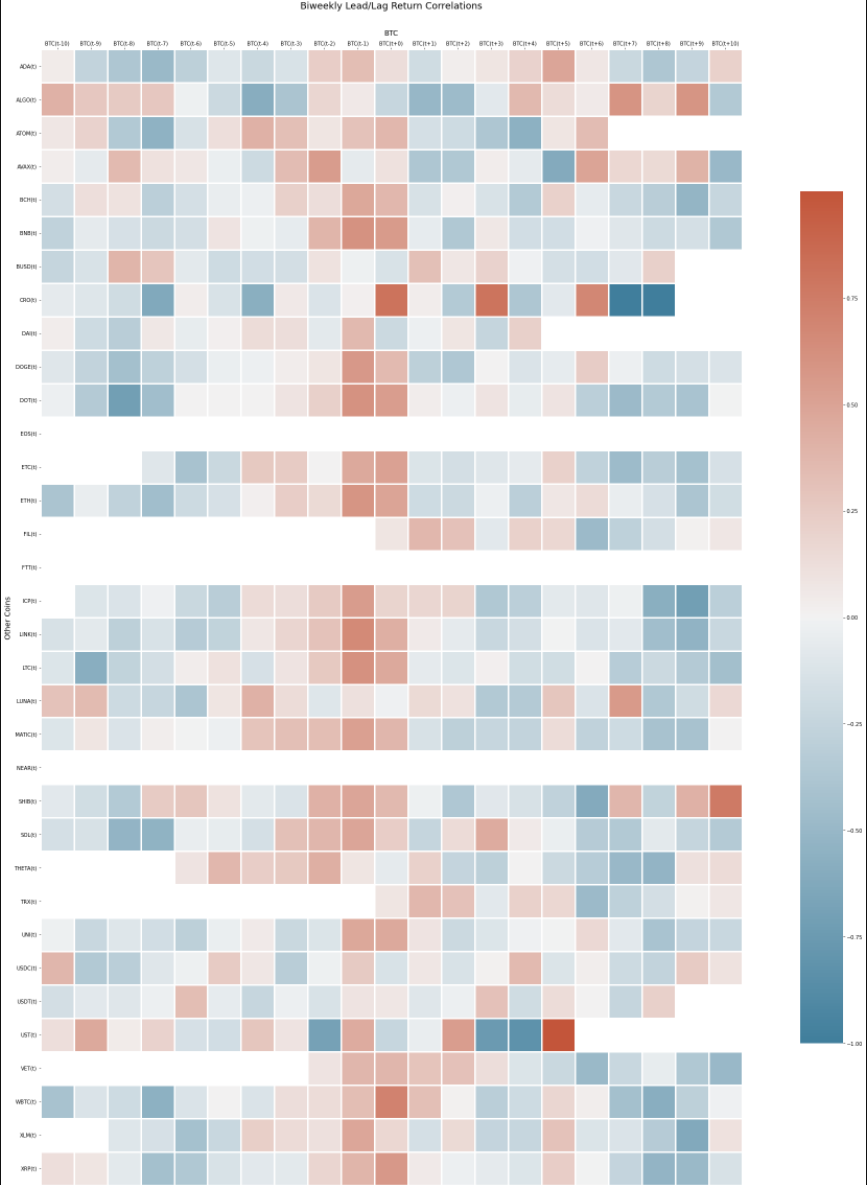 Biweekly Lead/Lag Return Correlations
BTC
BTC(t-10) BTC(t-9) BTC(t-8) BTC(t-7) BTC(t-6) BTC(t-5) BTC(t-4) BTC(t-3) BTC(t-2) BTC(t-1) BTC(t+0) BTC(t+1) BTC(t+2) BTC(t+3) BTC(t+4) BTC(t+5) BTC(t+6) BTC(t+7) BTC(t+8) BTC(t+9) BTC(t+10)
Other Coins
ADA(t)
ALGO(t)
ATOM(t)
AVAX(t)
BCH(t)
BNB(t)
BUSD(t)
CRO(t)
DAI(t)
DOGE(t)
DOT(t)
EOS(t)
ETC(t)
ETH(t)
FIL(t)
FTT(t)
ICP(t)
LINK(t)
LTC(t)
LUNA(t)
MATIC(t)
NEAR(t)
SHIB(t)
SOL(t)
THETA(t)
TRX(t)
UNI(t)
USDC(t)
USDT(t)
UST(t)
VET(t)
WBTC(t)
XLM(t)
XRP(t)
0.75
0.50
0.25
0.00
−0.25
−0.50
−0.75
−1.00